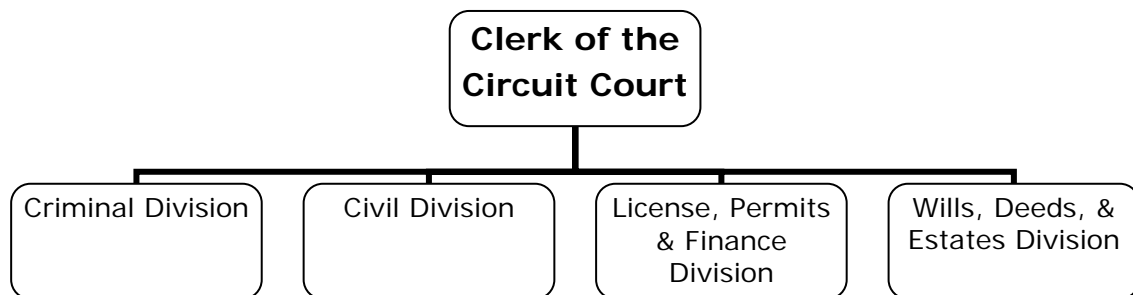 Clerk of the
Circuit Court
Criminal Division
Civil Division
License, Permits
& Finance
Division
Wills, Deeds, &
Estates Division